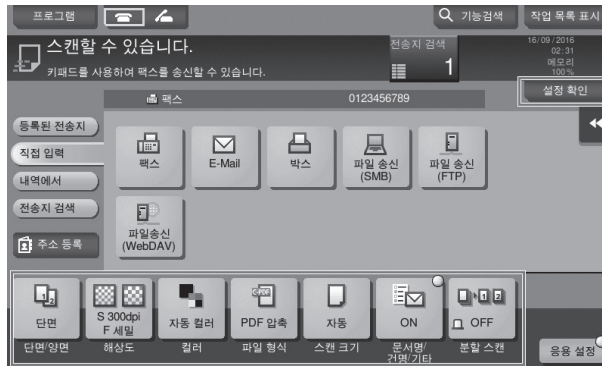 프로그램
기능검색
작업 목록 표시
스캔할 수 있습니다.
키패드를 사용하여 팩스를 송신할 수 있습니다.
전송지 검색
1
16/09/2016
02:31
메모리
100%
설정 확인
팩스
0123456789
등록된 전송지
직접 입력
내역에서
전송지 검색
주소 등록
팩스
E-Mail
박스
파일 송신
(SMB)
파일 송신
(FTP)
파일송신
(WebDAV)
단면
S 300dpi
F 세밀
자동 컬러
PDF 압축
자동
ON
OFF
단면/양면
해상도
컬러
파일 형식
스캔 크기
문서명/
건명/기타
분할 스캔
응용 설정